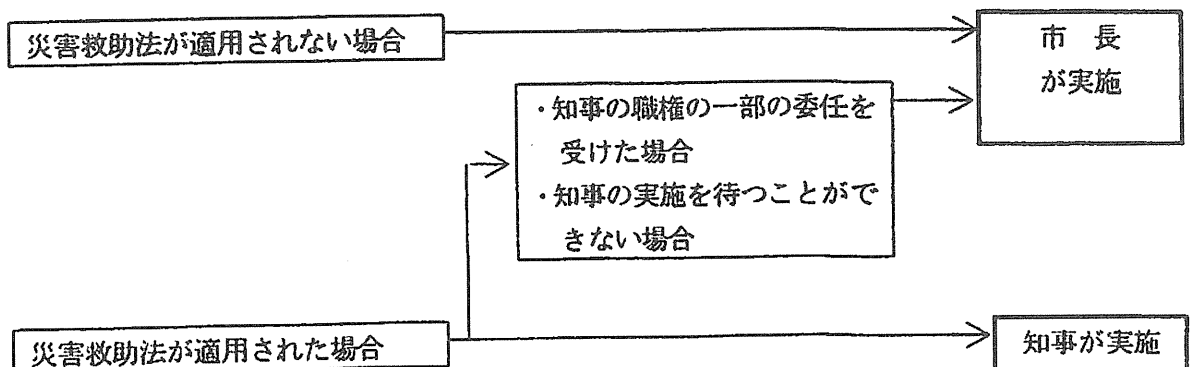 災害救助法が適用されない場合
市　長
が実施
・知事の職権の一部の委任を
受けた場合
・知事の実施を待つことがで
きない場合
災害救助法が適用された場合
知事が実施